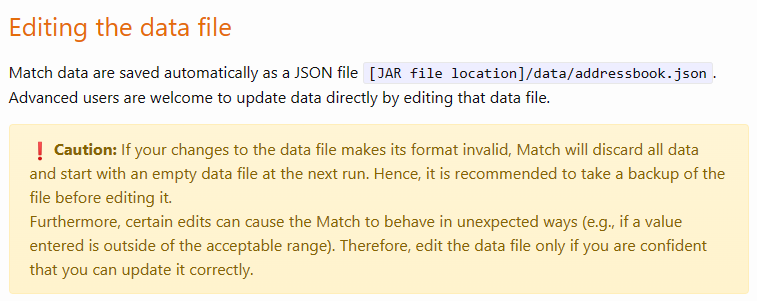 Editing the data file
Match data are saved automatically as a JSON file [JAR file location]/data/addressbook.json.
Advanced users are welcome to update data directly by editing that data file.
❗ Caution: If your changes to the data file makes its format invalid, Match will discard all data
and start with an empty data file at the next run. Hence, it is recommended to take a backup of the
file before editing it.
Furthermore, certain edits can cause the Match to behave in unexpected ways (e.g., if a value
entered is outside of the acceptable range). Therefore, edit the data file only if you are confident
that you can update it correctly.